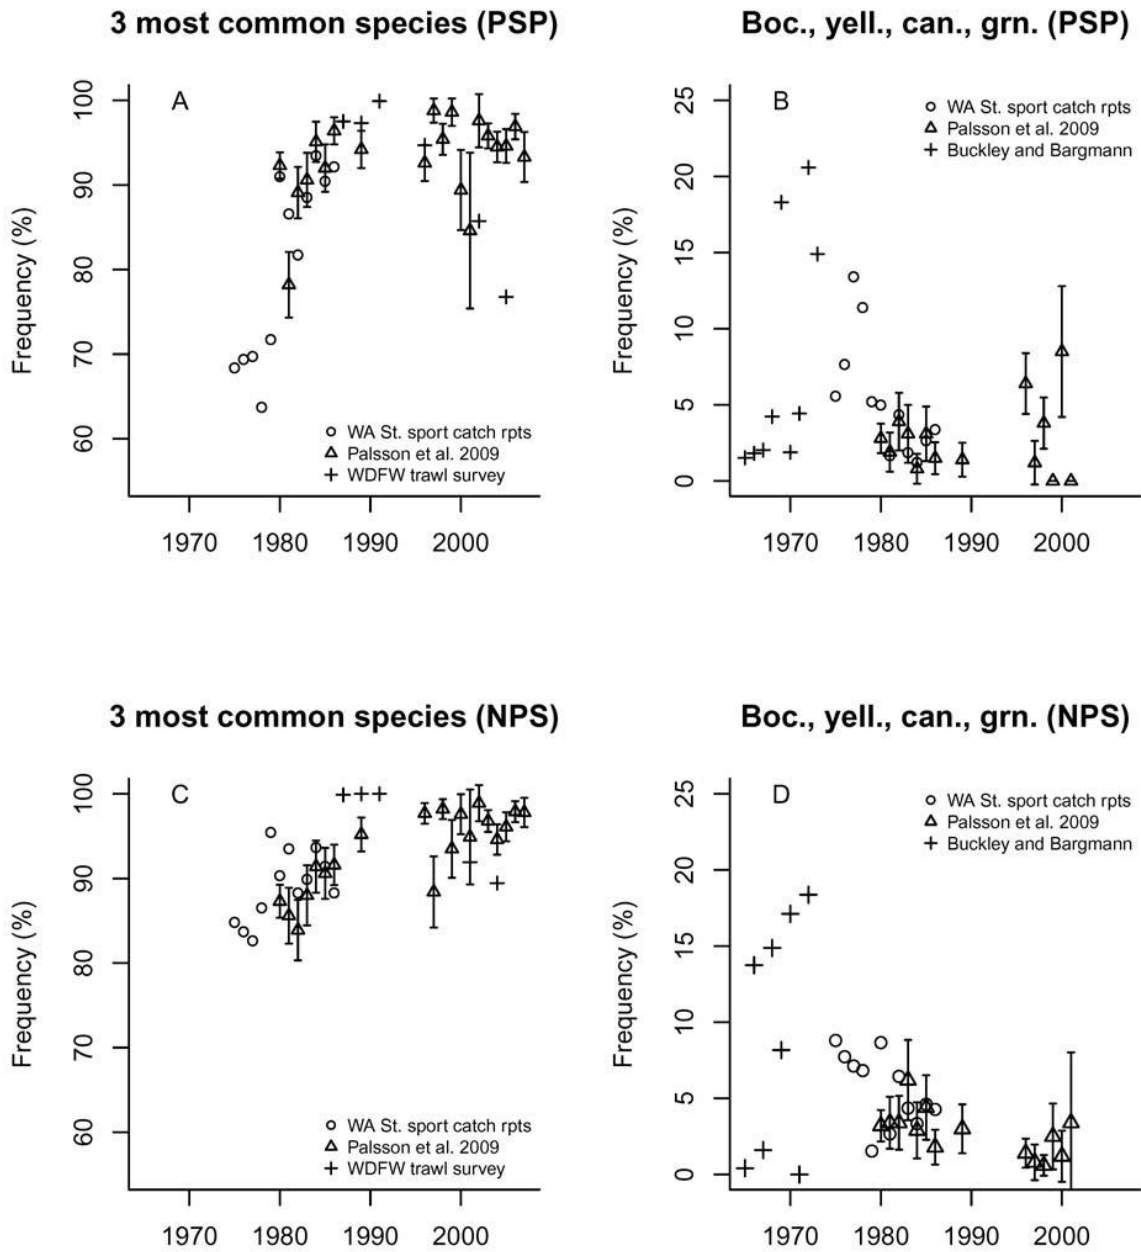 3 most common species (PSP)
A
Frequency (%)
100
90
80
70
60
WA St. sport catch rpts
Palsson et al. 2009
WDFW trawl survey
1970 1980 1990 2000
Boc., yell., can., grn. (PSP)
B
Frequency (%)
25
20
15
10
5
0
WA St. sport catch rpts
Palsson et al. 2009
Buckley and Bargmann
1970 1980 1990 2000
3 most common species (NPS)
C
Frequency (%)
100
90
80
70
60
WA St. sport catch rpts
Palsson et al. 2009
WDFW trawl survey
1970 1980 1990 2000
Boc., yell., can., grn. (NPS)
D
Frequency (%)
25
20
15
10
5
0
WA St. sport catch rpts
Palsson et al. 2009
Buckley and Bargmann
1970 1980 1990 2000